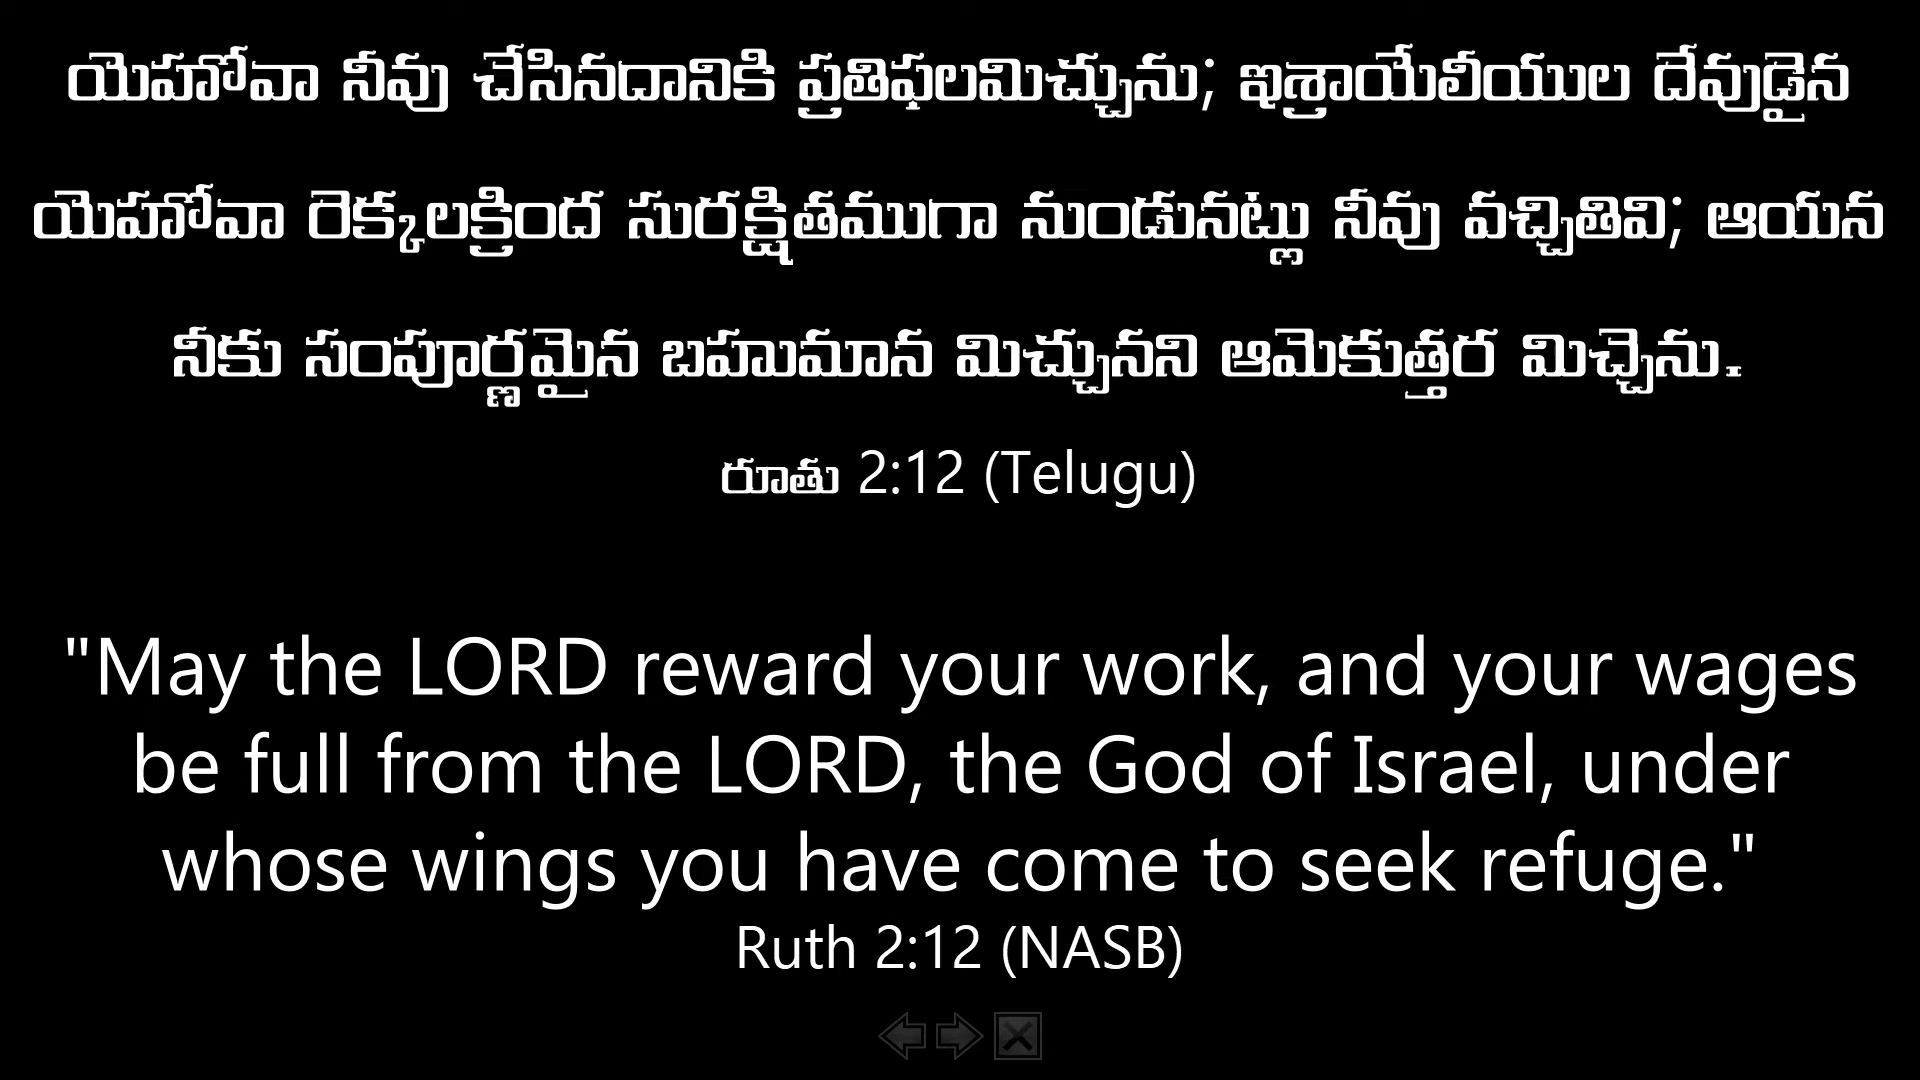 యెహోవా నీవు చేసినదానికి ప్రతిఫలమిచ్చును; ఇశ్రాయేలీయుల దేవుడైన
యెహోవా రెక్కలక్రింద సురక్షితముగా నుండునట్లు నీవు వచ్చితివి; ఆయన
నీకు సంపూర్ణమైన బహుమాన మిచ్చునని ఆమెకుత్తర మిచ్చెను.
రూతు 2:12 (Telugu)
"May the LORD reward your work, and your wages
be full from the LORD, the God of Israel, under
whose wings you have come to seek refuge."
Ruth 2:12 (NASB)